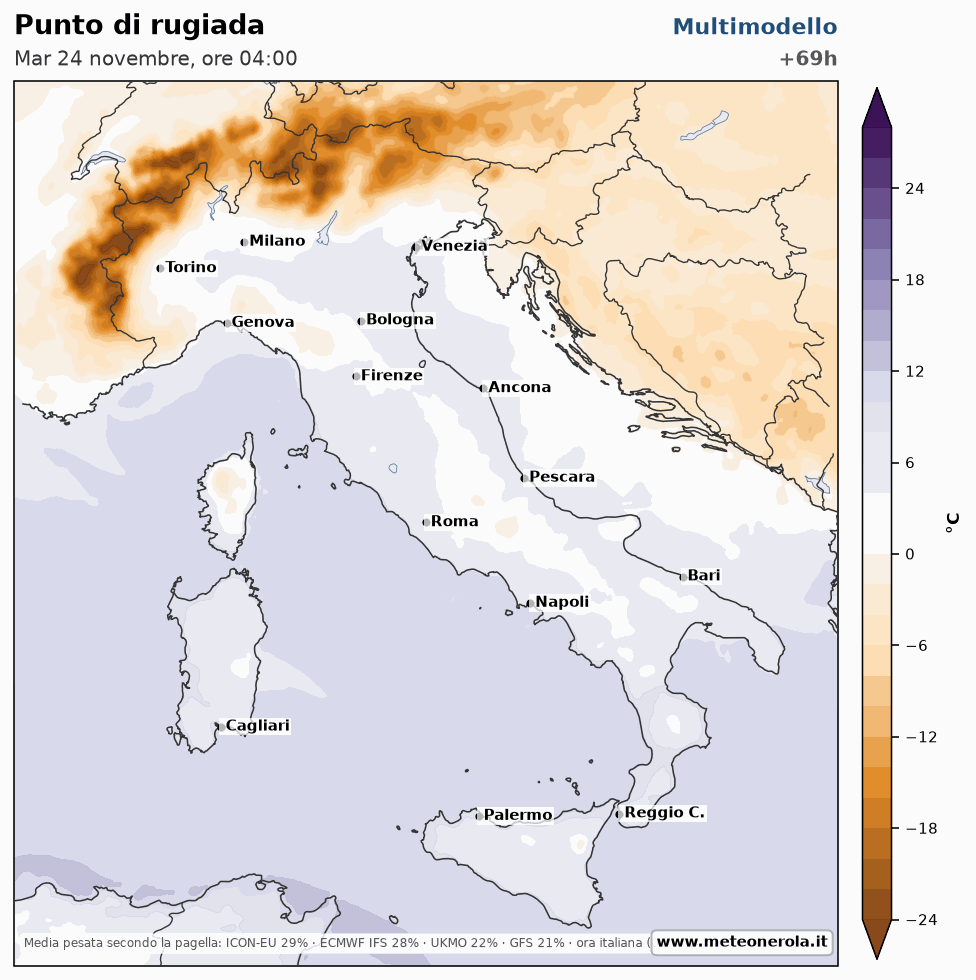 Punto di rugiada
Multimodello
Mar 24 novembre, ore 04:00
+69h
Milano
Venezia
Torino
Genova
Bologna
Firenze
Ancona
Pescara
Roma
Bari
Napoli
Cagliari
Palermo
Reggio C.
24
18
12
6
0
−6
−12
−18
−24
°C
Media pesata secondo la pagella: ICON-EU 29% · ECMWF IFS 28% · UKMO 22% · GFS 21% · ora italiana (
www.meteonerola.it